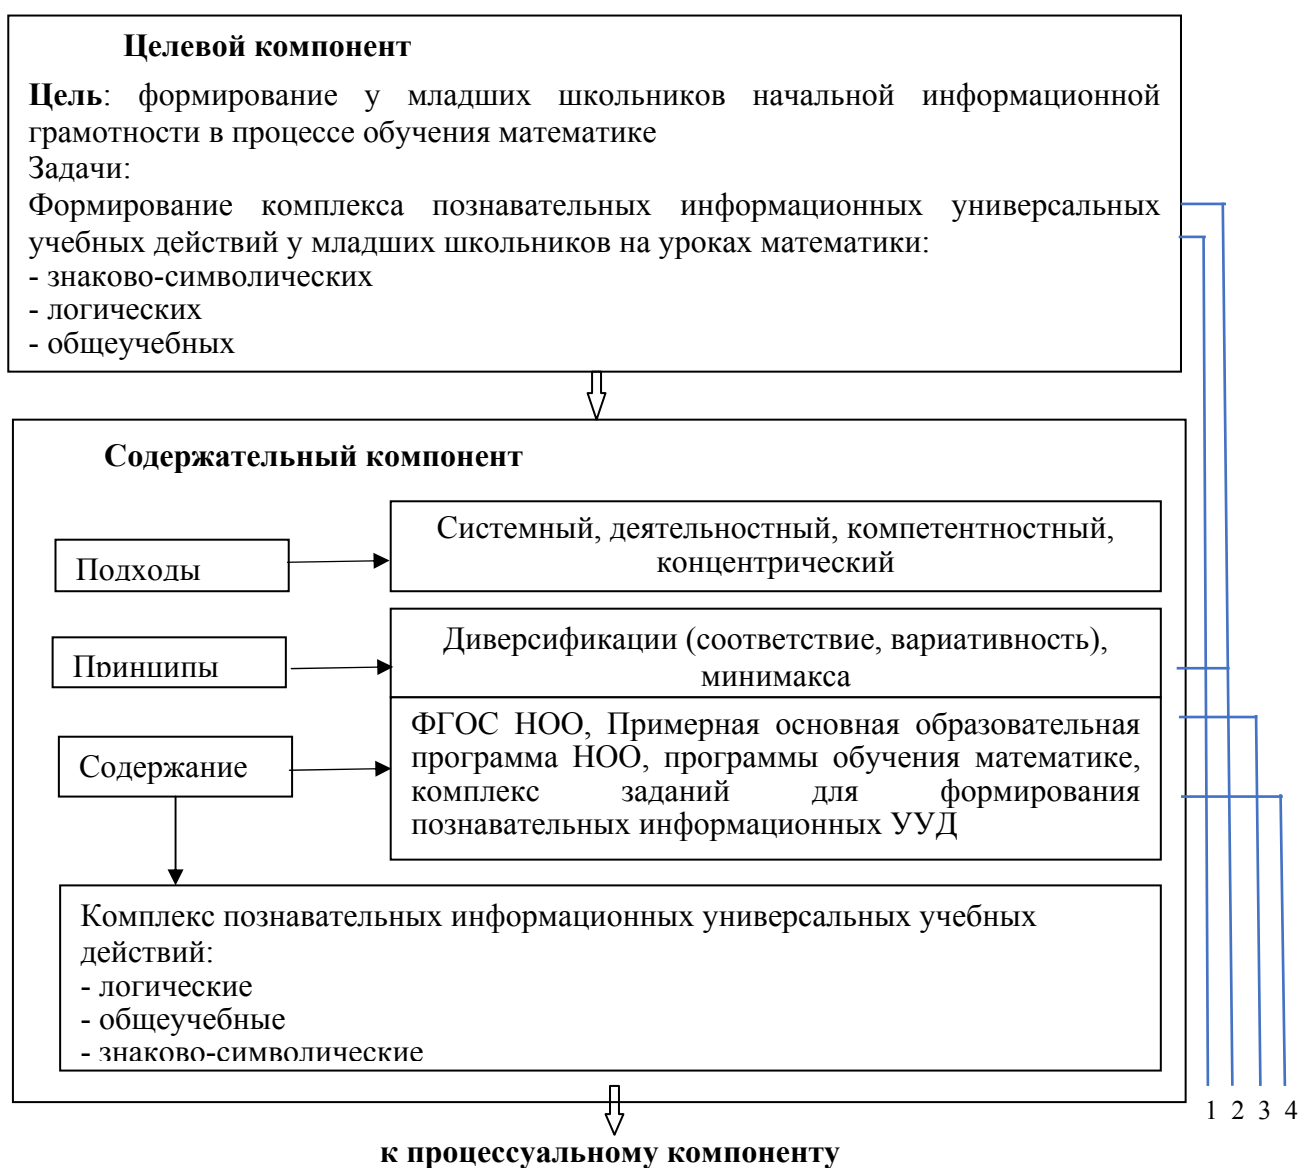 Целевой компонент
Цель: формирование у младших школьников начальной информационной
грамотности в процессе обучения математике
Задачи:
Формирование комплекса познавательных информационных универсальных
учебных действий у младших школьников на уроках математики:
- знаково-символических
- логических
- общеучебных
Содержательный компонент
Подходы
Системный, деятельностный, компетентностный,
концентрический
Принципы
Диверсификации (соответствие, вариативность),
минимакса
Содержание
ФГОС НОО, Примерная основная образовательная
программа НОО, программы обучения математике,
комплекс заданий для формирования
познавательных информационных УУД
Комплекс познавательных информационных универсальных учебных
действий:
- логические
- общеучебные
- знаково-символические
1 2 3 4
к процессуальному компоненту